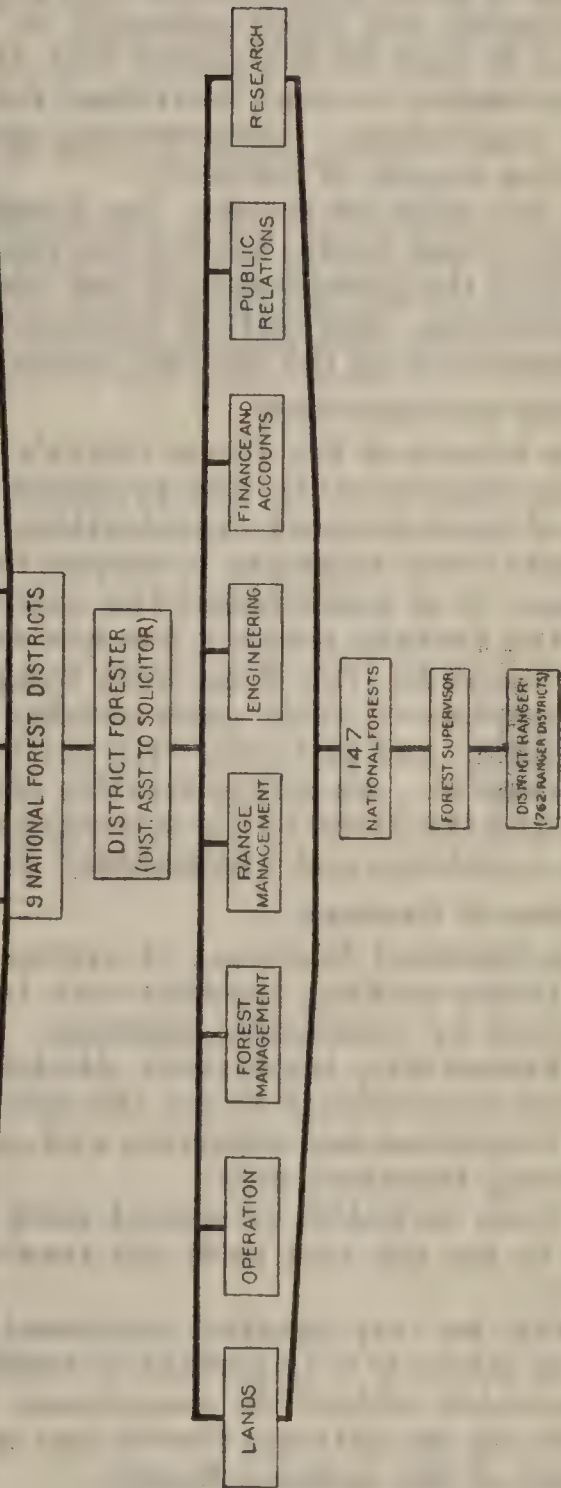 9 NATIONAL FOREST DISTRICTS
DISTRICT FORESTER
(DIST. ASST TO SOLICITOR)
LANDS
OPERATION
FOREST
MANAGEMENT
RANGE
MANAGEMENT
ENGINEERING
FINANCE AND
ACCOUNTS
PUBLIC
RELATIONS
RESEARCH
147
NATIONAL FORESTS
FOREST SUPERVISOR
DISTRICT RANGER
(762 RANGER DISTRICTS)